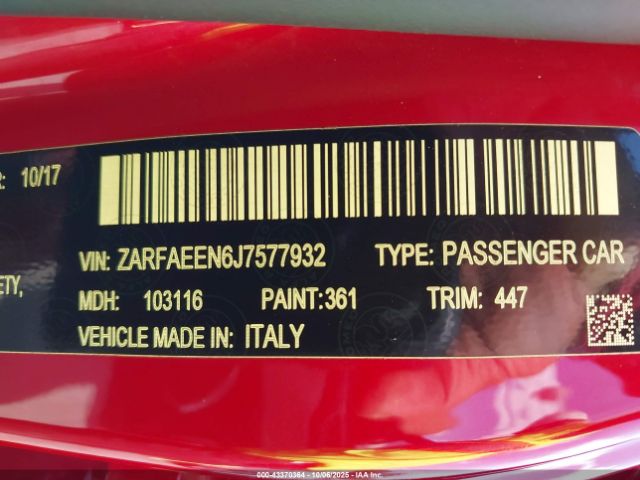 R: 10/17
VIN: ZARFAEEN6J7577932 TYPE: PASSENGER CAR
ETY,
MDH: 103116 PAINT:361 TRIM: 447
VEHICLE MADE IN: ITALY
000-43370364 - 10/06/2025 - IAA Inc.